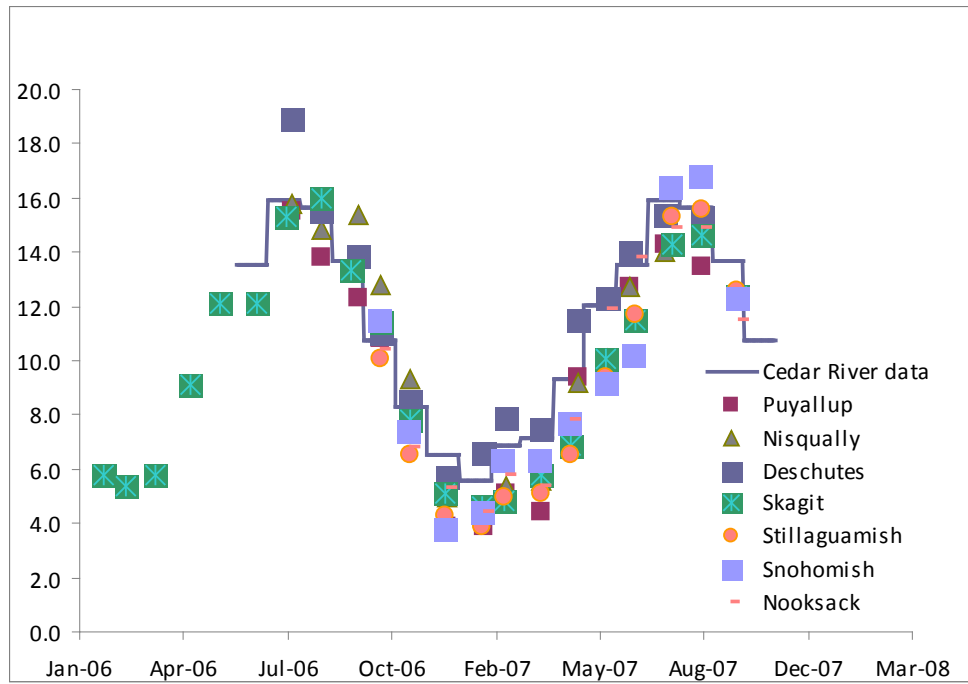 20.0
18.0
16.0
14.0
12.0
10.0
8.0
6.0
4.0
2.0
0.0
Jan-06 Apr-06 Jul-06 Oct-06 Feb-07 May-07 Aug-07 Dec-07 Mar-08
Cedar River data
Puyallup
Nisqually
Deschutes
Skagit
Stillaguamish
Snohomish
Nooksack